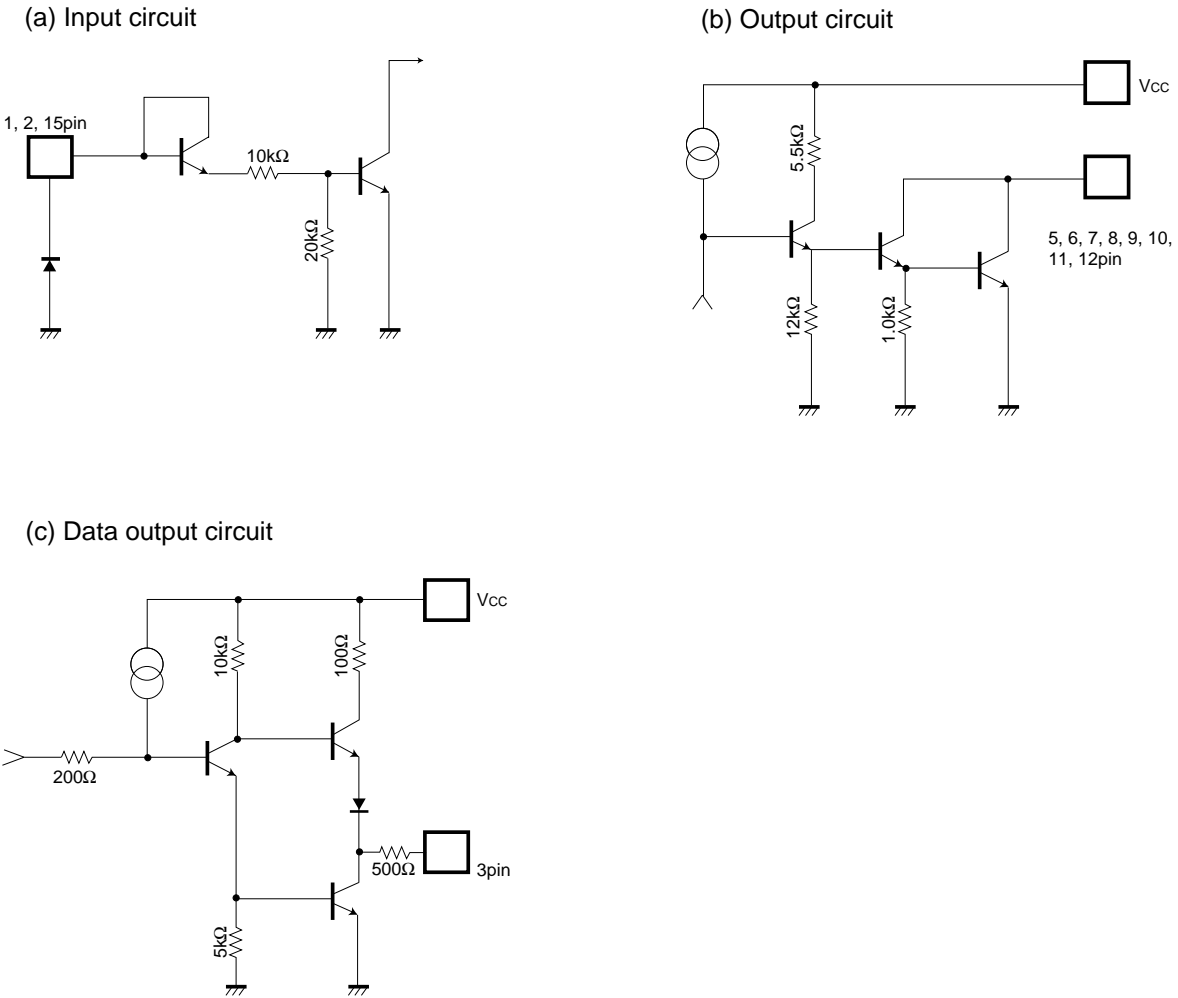 (a) Input circuit
1, 2, 15pin
10kΩ
20kΩ
(b) Output circuit
VCC
5.5kΩ
5, 6, 7, 8, 9, 10,
11, 12pin
12kΩ
1.0kΩ
(c) Data output circuit
VCC
10kΩ
100Ω
200Ω
500Ω
3pin
5kΩ